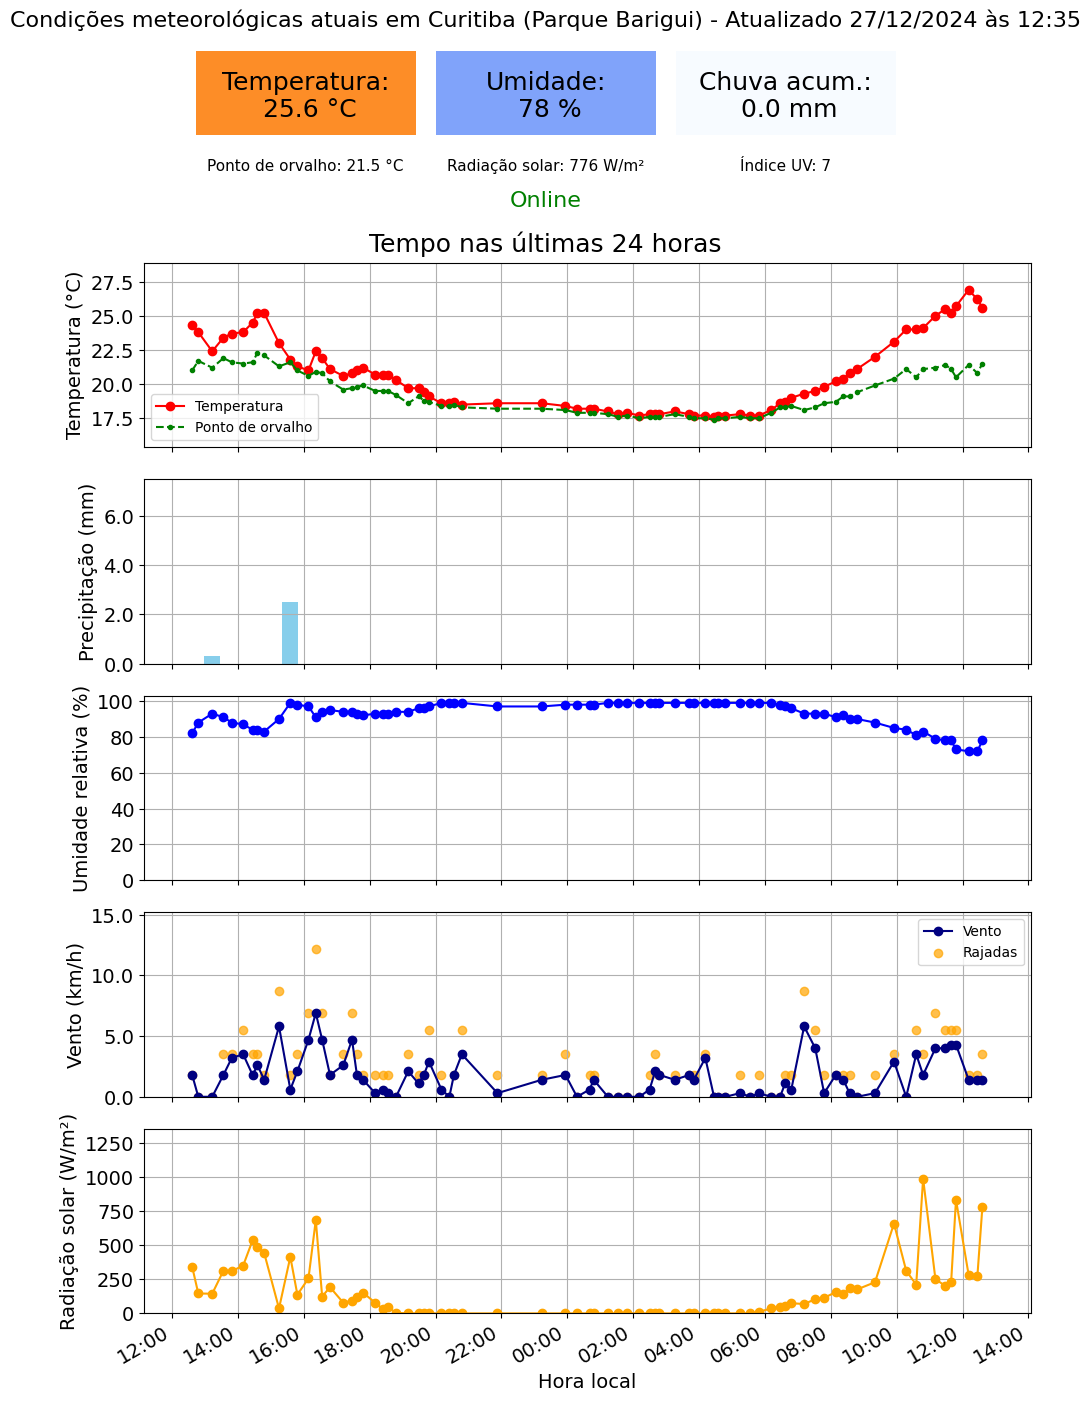 Condições meteorológicas atuais em Curitiba (Parque Barigui) - Atualizado 27/12/2024 às 12:35
Temperatura:
25.6 °C
Umidade:
78 %
Chuva acum.:
0.0 mm
Ponto de orvalho: 21.5 °C
Radiação solar: 776 W/m²
Índice UV: 7
Online
Tempo nas últimas 24 horas
Temperatura (°C)
27.5
25.0
22.5
20.0
17.5
Temperatura
Ponto de orvalho
Precipitação (mm)
6.0
4.0
2.0
0.0
Umidade relativa (%)
100
80
60
40
20
0
Vento (km/h)
15.0
10.0
5.0
0.0
Vento
Rajadas
Radiação solar (W/m²)
1250
1000
750
500
250
0
12:00
14:00
16:00
18:00
20:00
22:00
00:00
02:00
04:00
06:00
08:00
10:00
12:00
14:00
Hora local